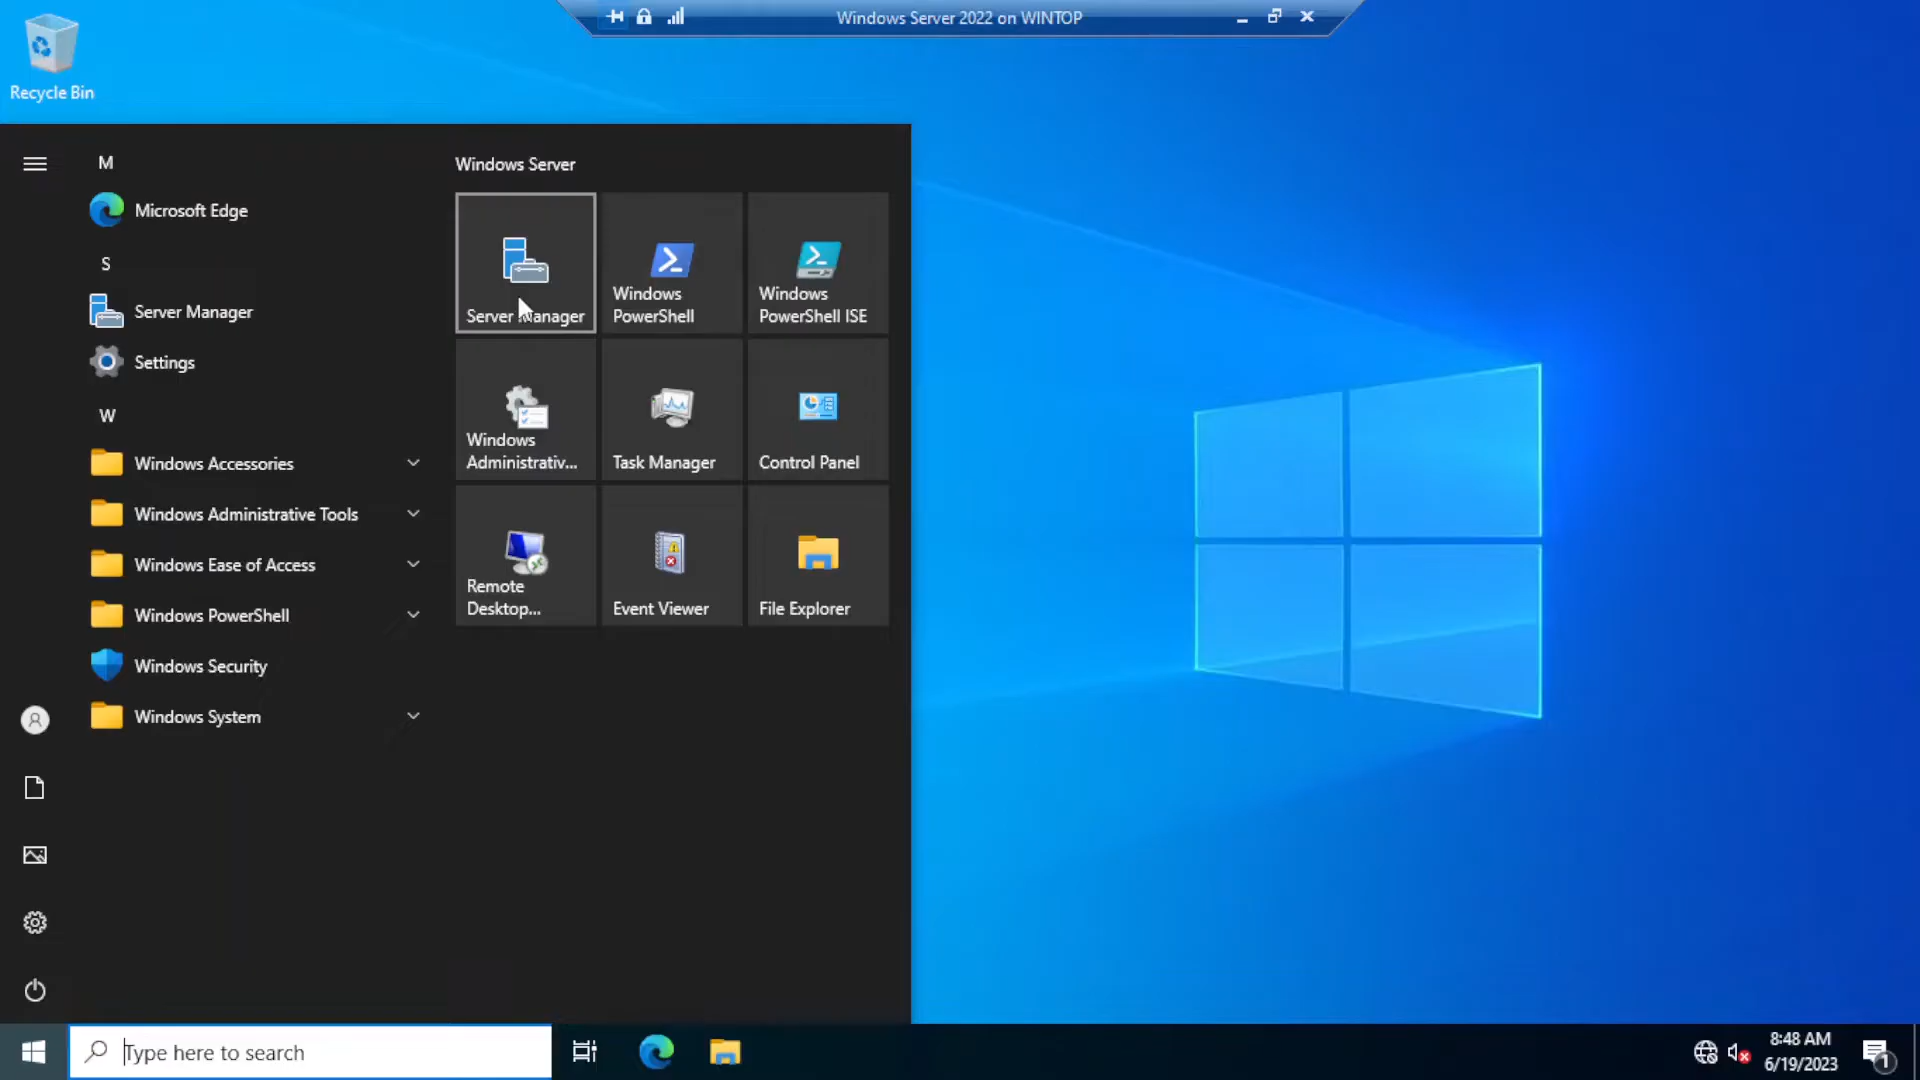 Windows Server 2022 on WINTOP
Recycle Bin
M
Microsoft Edge
S
Server Manager
Settings
W
Windows Accessories
Windows Administrative Tools
Windows Ease of Access
Windows PowerShell
Windows Security
Windows System
Windows Server
Server Manager
Windows
PowerShell
Windows
PowerShell ISE
Windows
Administrativ...
Task Manager
Control Panel
Remote
Desktop...
Event Viewer
File Explorer
Type here to search
8:48 AM
6/19/2023
1